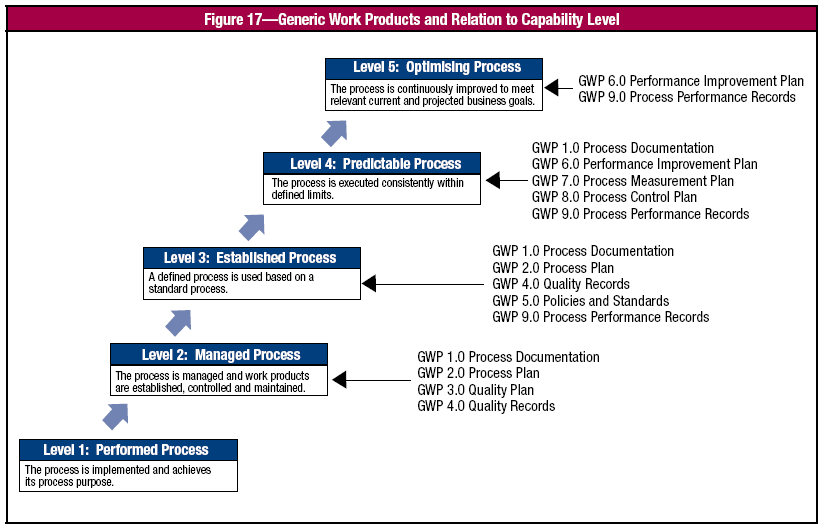 Figure 17—Generic Work Products and Relation to Capability Level
Level 5: Optimising Process
The process is continuously improved to meet
relevant current and projected business goals.
GWP 6.0 Performance Improvement Plan
GWP 9.0 Process Performance Records
Level 4: Predictable Process
The process is executed consistently within
defined limits.
GWP 1.0 Process Documentation
GWP 6.0 Performance Improvement Plan
GWP 7.0 Process Measurement Plan
GWP 8.0 Process Control Plan
GWP 9.0 Process Performance Records
Level 3: Established Process
A defined process is used based on a
standard process.
GWP 1.0 Process Documentation
GWP 2.0 Process Plan
GWP 4.0 Quality Records
GWP 5.0 Policies and Standards
GWP 9.0 Process Performance Records
Level 2: Managed Process
The process is managed and work products
are established, controlled and maintained.
GWP 1.0 Process Documentation
GWP 2.0 Process Plan
GWP 3.0 Quality Plan
GWP 4.0 Quality Records
Level 1: Performed Process
The process is implemented and achieves
its process purpose.